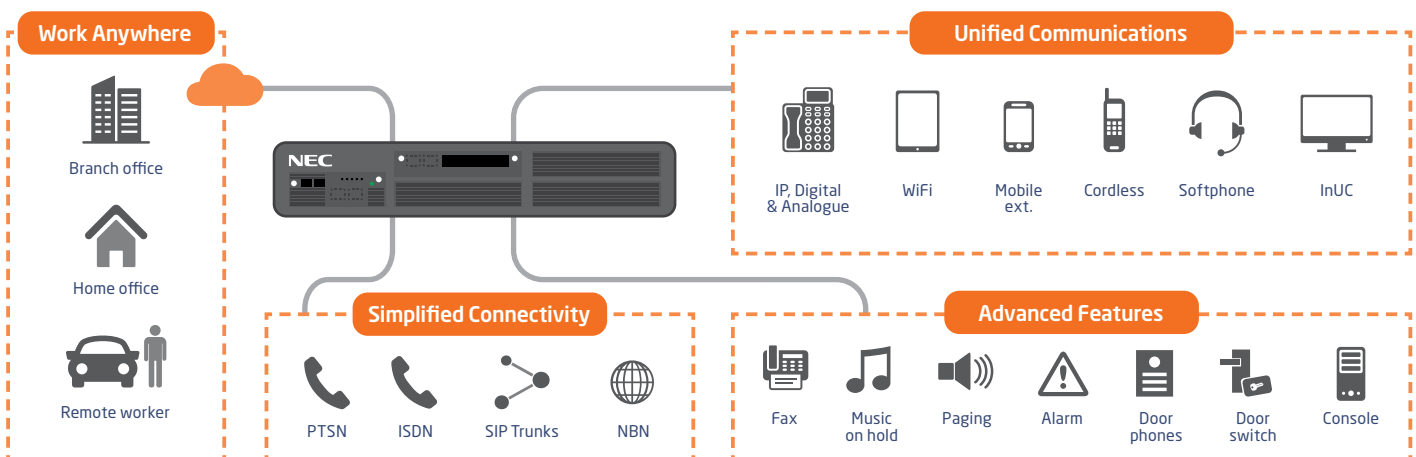 Work Anywhere
Branch office
Home office
Remote worker
NEC
Unified Communications
IP, Digital
& Analogue
WiFi
Mobile
ext.
Cordless
Softphone
InUC
Simplified Connectivity
PTSN
ISDN
SIP Trunks
NBN
Advanced Features
Fax
Music
on hold
Paging
Alarm
Door
phones
Door
switch
Console